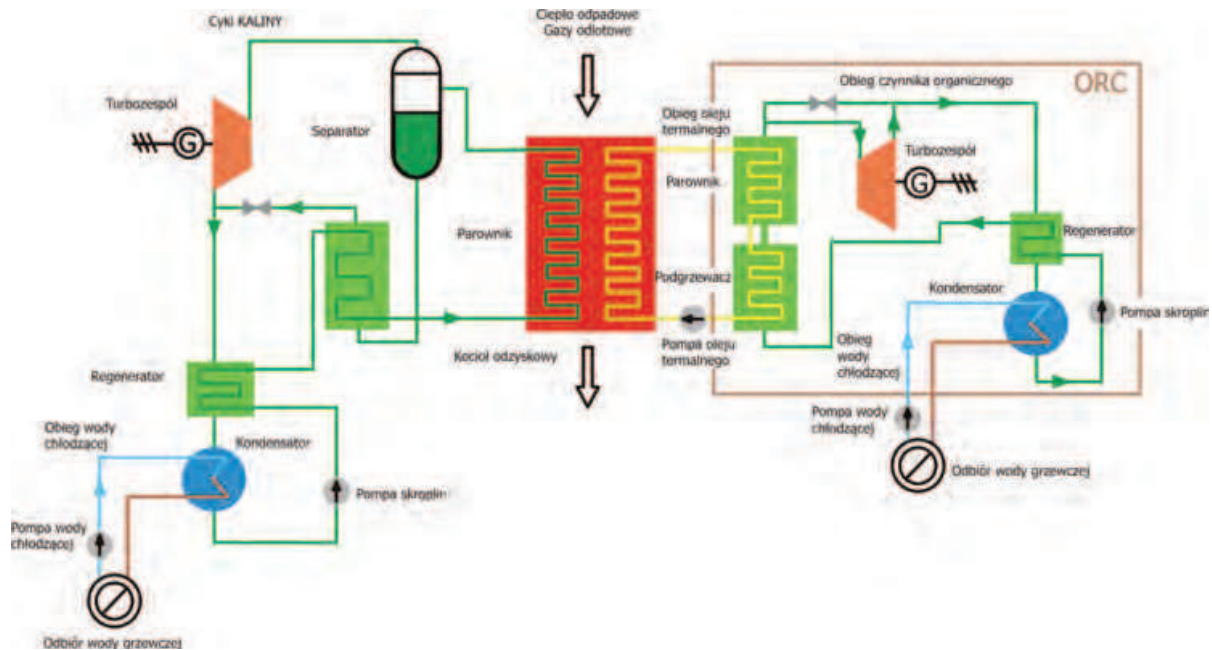 Cykl KALINY
Ciepło odpadowe
Gazy odlotowe
Turbozespół
G
Separator
Parownik
Kocioł odzyskowy
Regenerator
Obieg wody
chłodzącej
Kondensator
Pompa skroplin
Pompa wody
chłodzącej
Odbiór wody grzewczej
ORC
Obieg czynnika organicznego
Obieg oleju
termalnego
Turbozespół
G
Parownik
Podgrzewacz
Pompa oleju
termalnego
Regenerator
Kondensator
Pompa skroplin
Obieg
wody
chłodzącej
Pompa wody
chłodzącej
Odbiór wody grzewczej